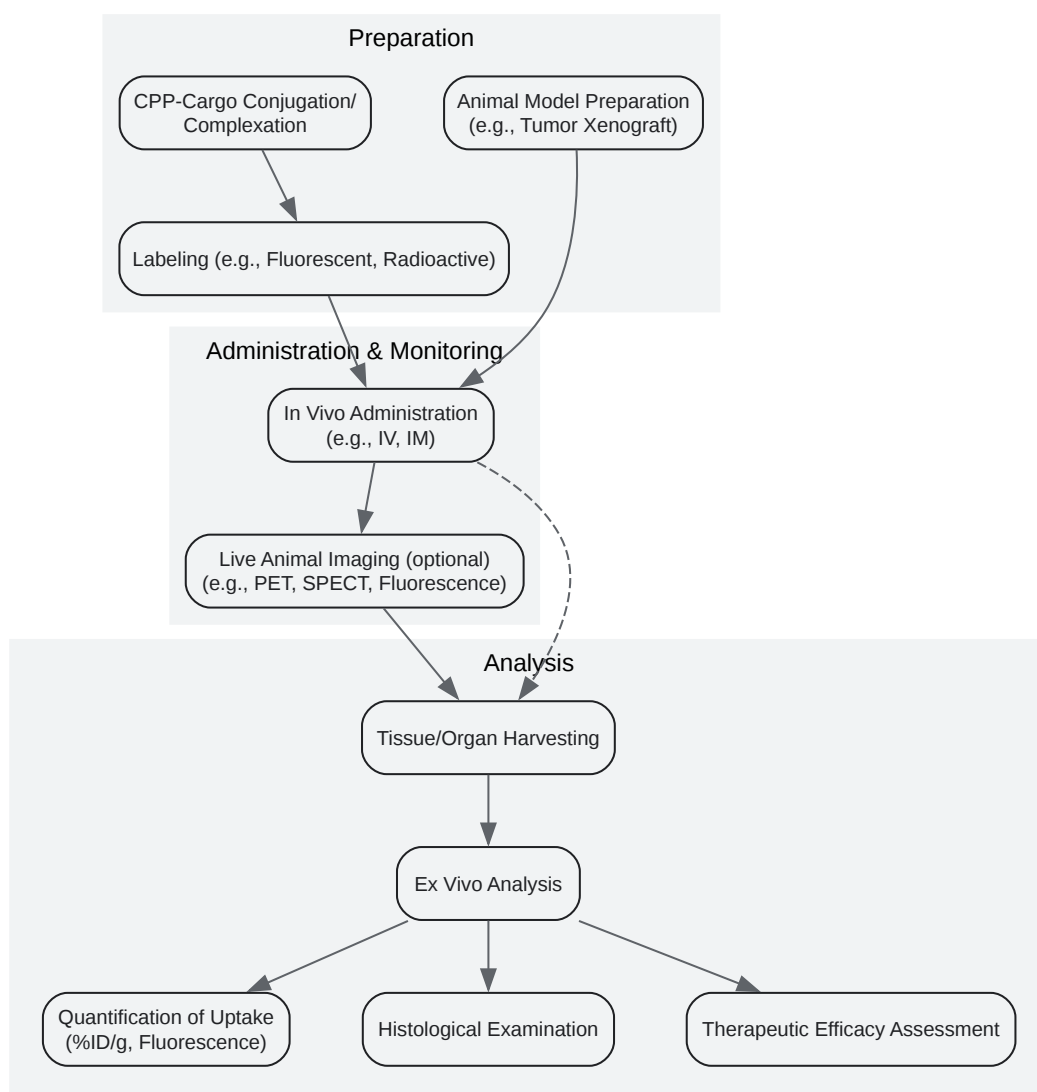 Preparation
CPP-Cargo Conjugation/
Complexation
Animal Model Preparation
(e.g., Tumor Xenograft)
Labeling (e.g., Fluorescent, Radioactive)
Administration & Monitoring
In Vivo Administration
(e.g., IV, IM)
Live Animal Imaging (optional)
(e.g., PET, SPECT, Fluorescence)
Analysis
Tissue/Organ Harvesting
Ex Vivo Analysis
Quantification of Uptake
(%ID/g, Fluorescence)
Histological Examination
Therapeutic Efficacy Assessment